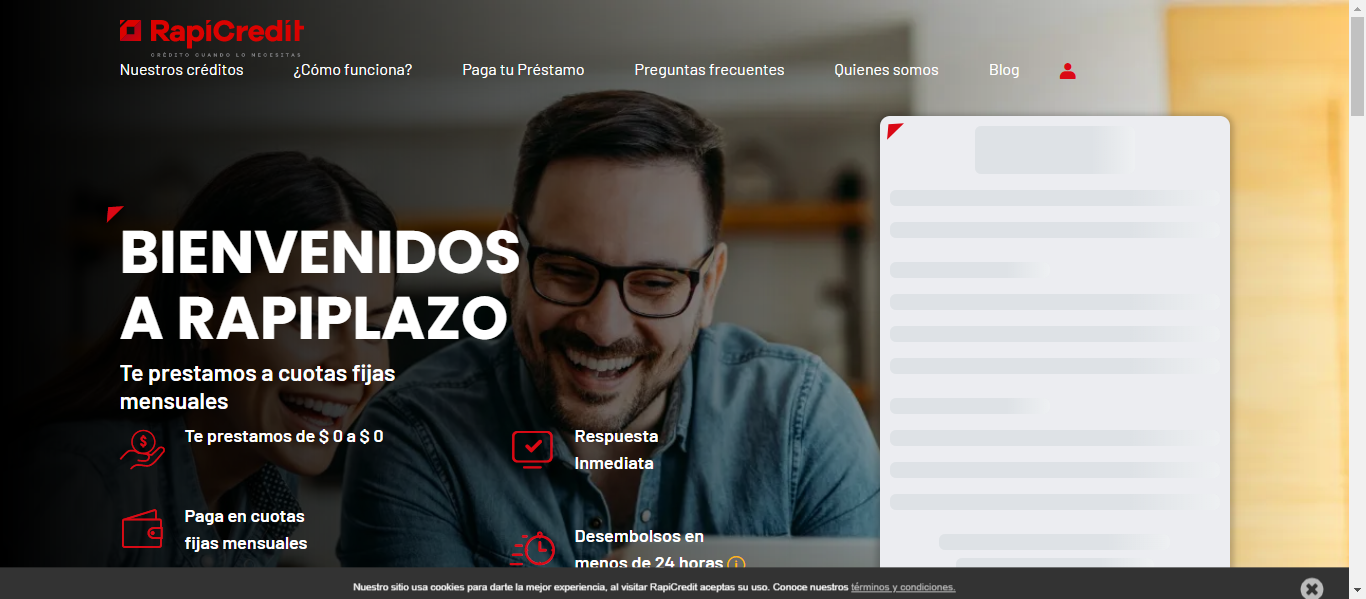 RapiCredit
CRÉDITO CUANDO LO NECESITAS
Nuestros créditos ¿Cómo funciona? Paga tu Préstamo Preguntas frecuentes Quienes somos Blog
BIENVENIDOS
A RAPIPLAZO
Te prestamos a cuotas fijas
mensuales
Te prestamos de $ 0 a $ 0
Respuesta
Inmediata
Paga en cuotas
fijas mensuales
Desembolsos en
menos de 24 horas
Nuestro sitio usa cookies para darte la mejor experiencia, al visitar RapiCredit aceptas su uso. Conoce nuestros términos y condiciones.